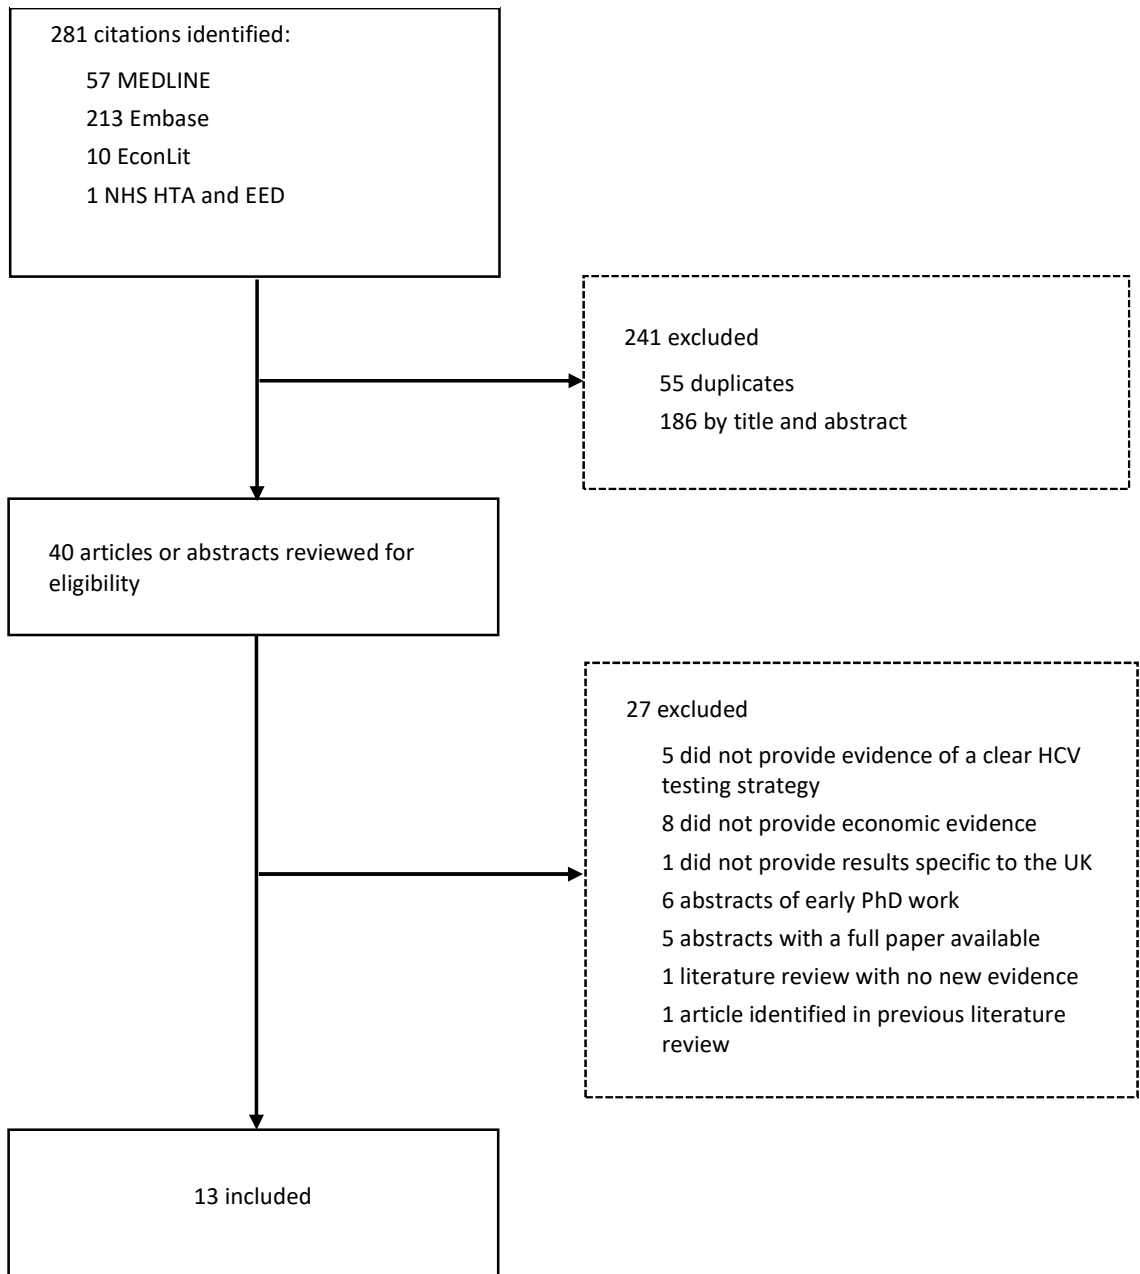 281 citations identified:
57 MEDLINE
213 Embase
10 EconLit
1 NHS HTA and EED
241 excluded
55 duplicates
186 by title and abstract
40 articles or abstracts reviewed for
eligibility
27 excluded
5 did not provide evidence of a clear HCV
testing strategy
8 did not provide economic evidence
1 did not provide results specific to the UK
6 abstracts of early PhD work
5 abstracts with a full paper available
1 literature review with no new evidence
1 article identified in previous literature
review
13 included